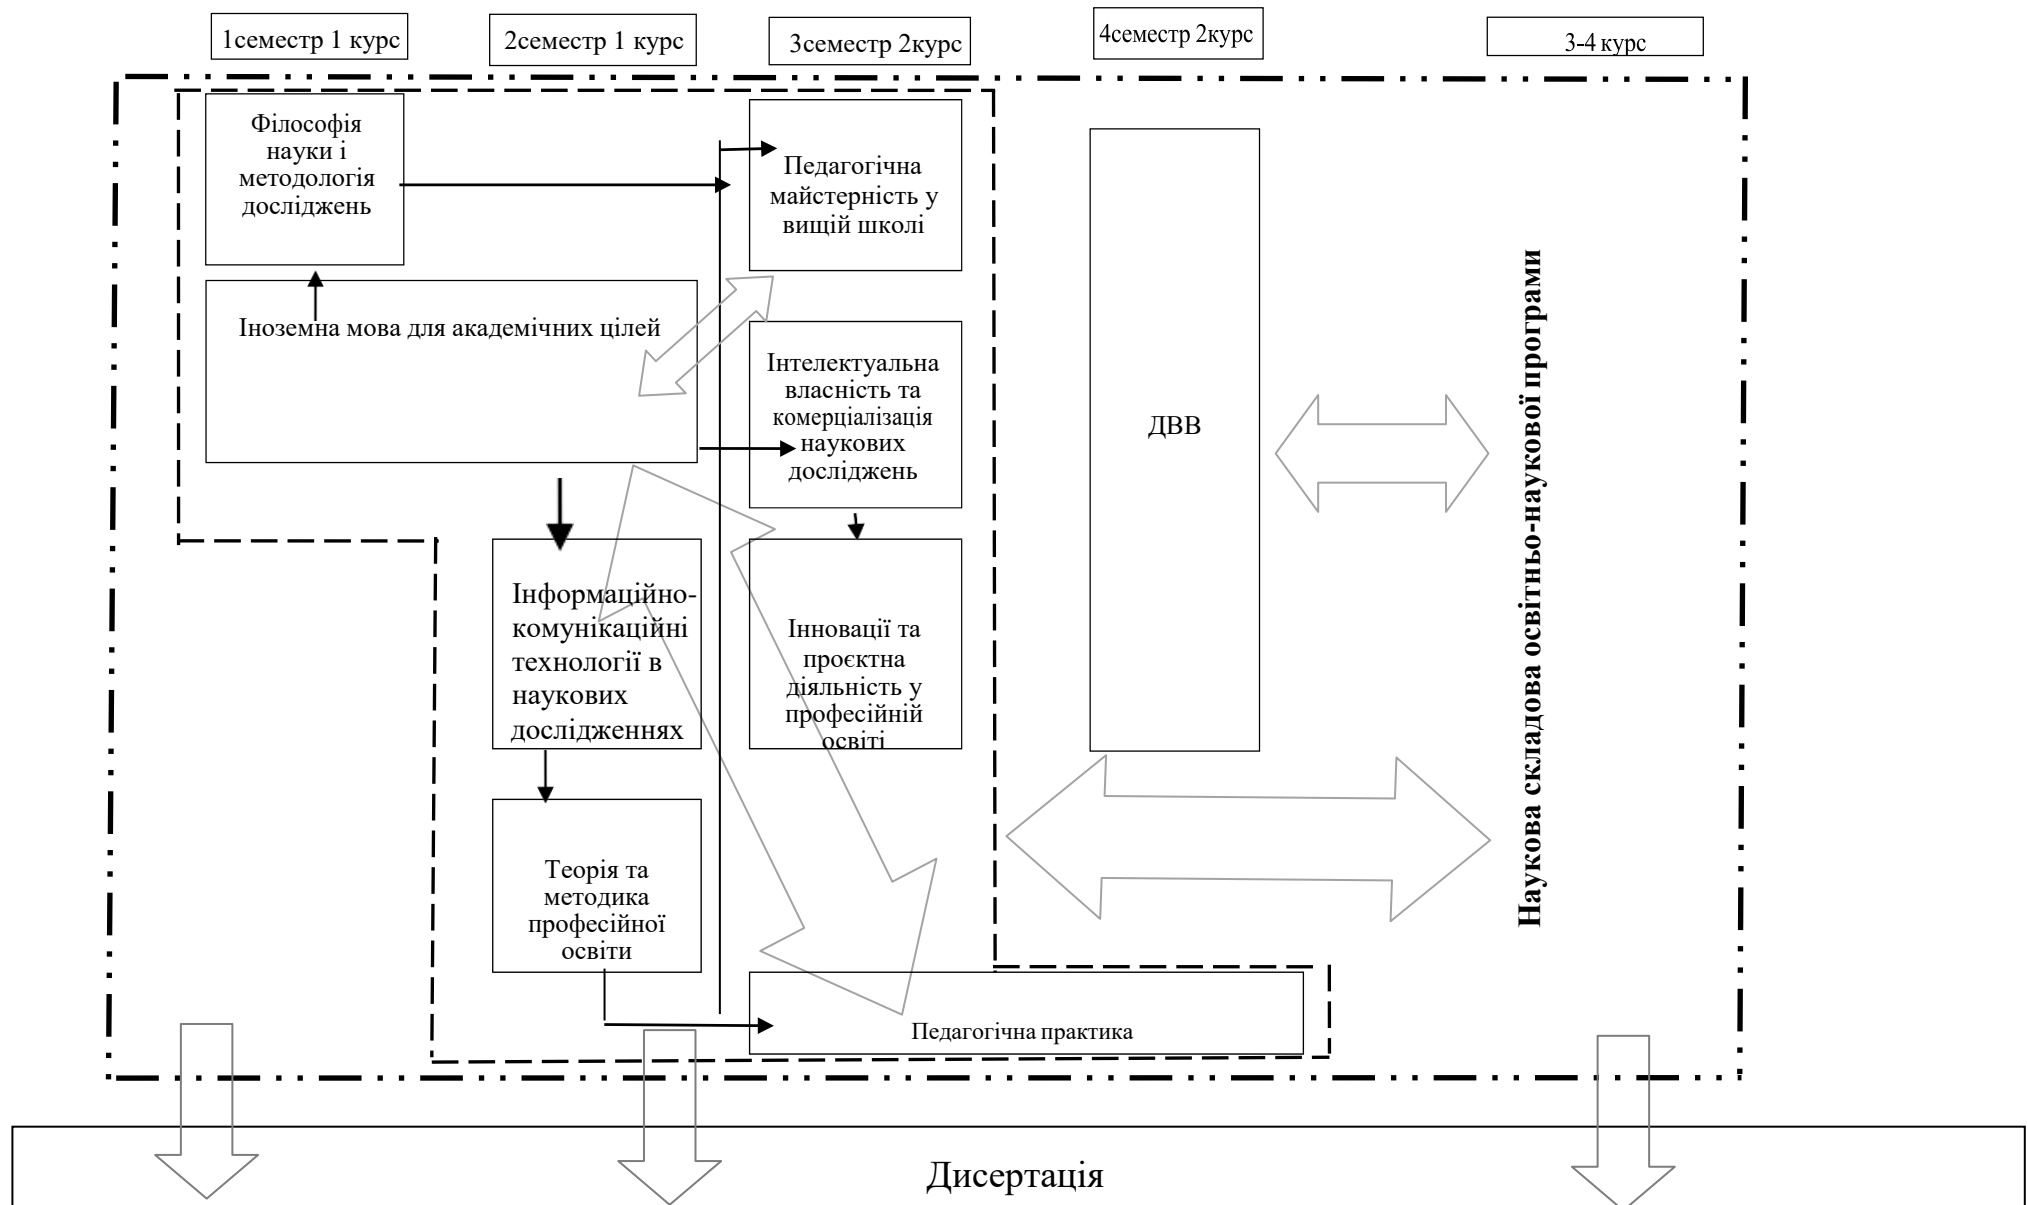 1семестр 1 курс
2семестр 1 курс
3семестр 2курс
4семестр 2курс
3-4 курс
Філософія
науки і
методологія
досліджень
Іноземна мова для академічних цілей
Педагогічна
майстерність у
вищій школі
Інтелектуальна
власність та
комерціалізація
наукових
досліджень
ДВВ
Наукова складова освітньо-наукової програми
Інформаційно-
комунікаційні
технології в
наукових
дослідженнях
Інновації та
проєктна
діяльність у
професійній
освіті
Теорія та
методика
професійної
освіти
Педагогічна практика
Дисертація